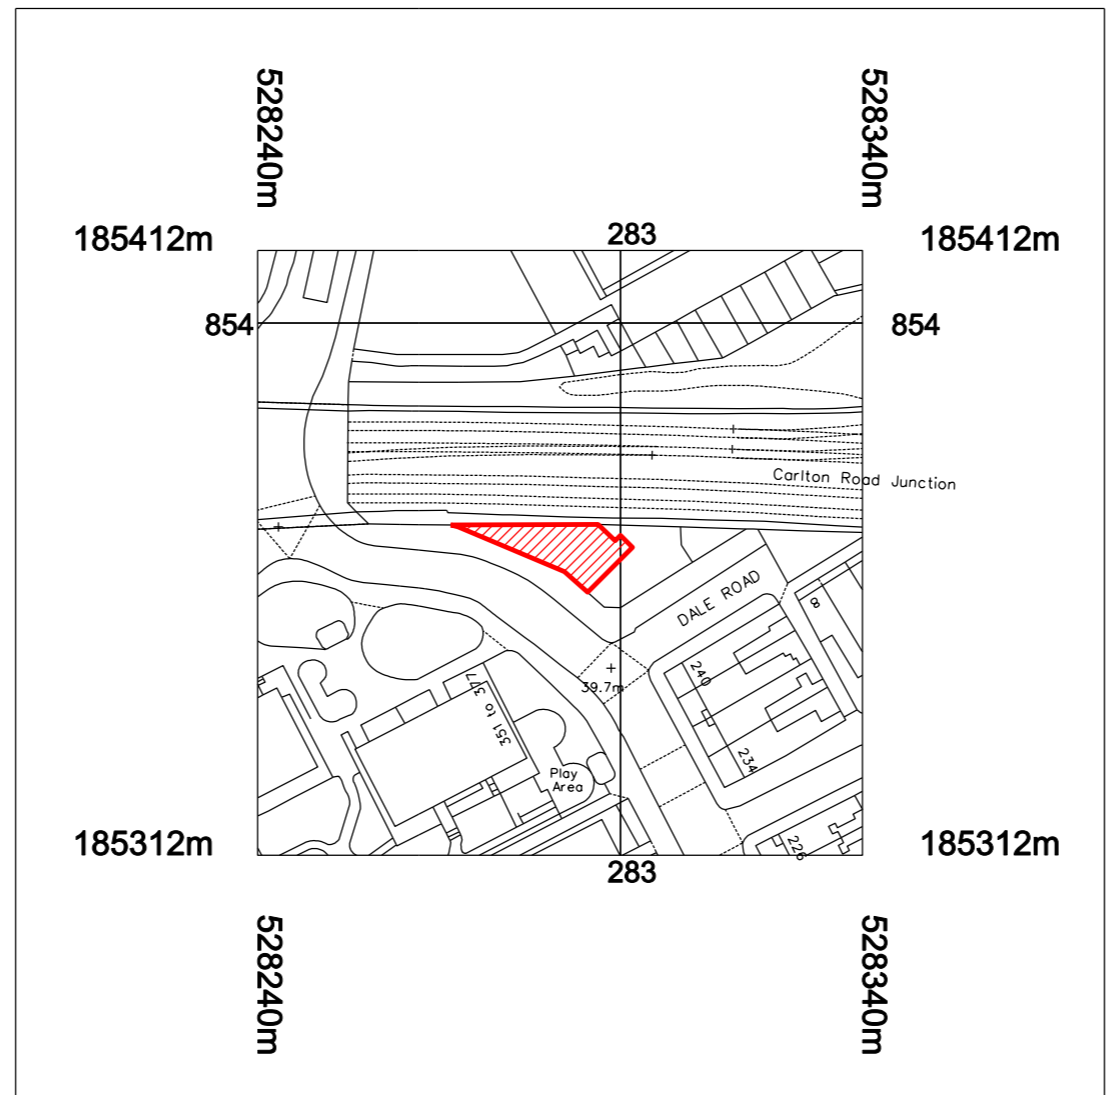 528240m
528340m
185412m
283
185412m
854
854
Carlton Road Junction
DALE ROAD
8
240
39.7m
351 to 377
234
Play
Area
226
185312m
283
185312m
528240m
528340m